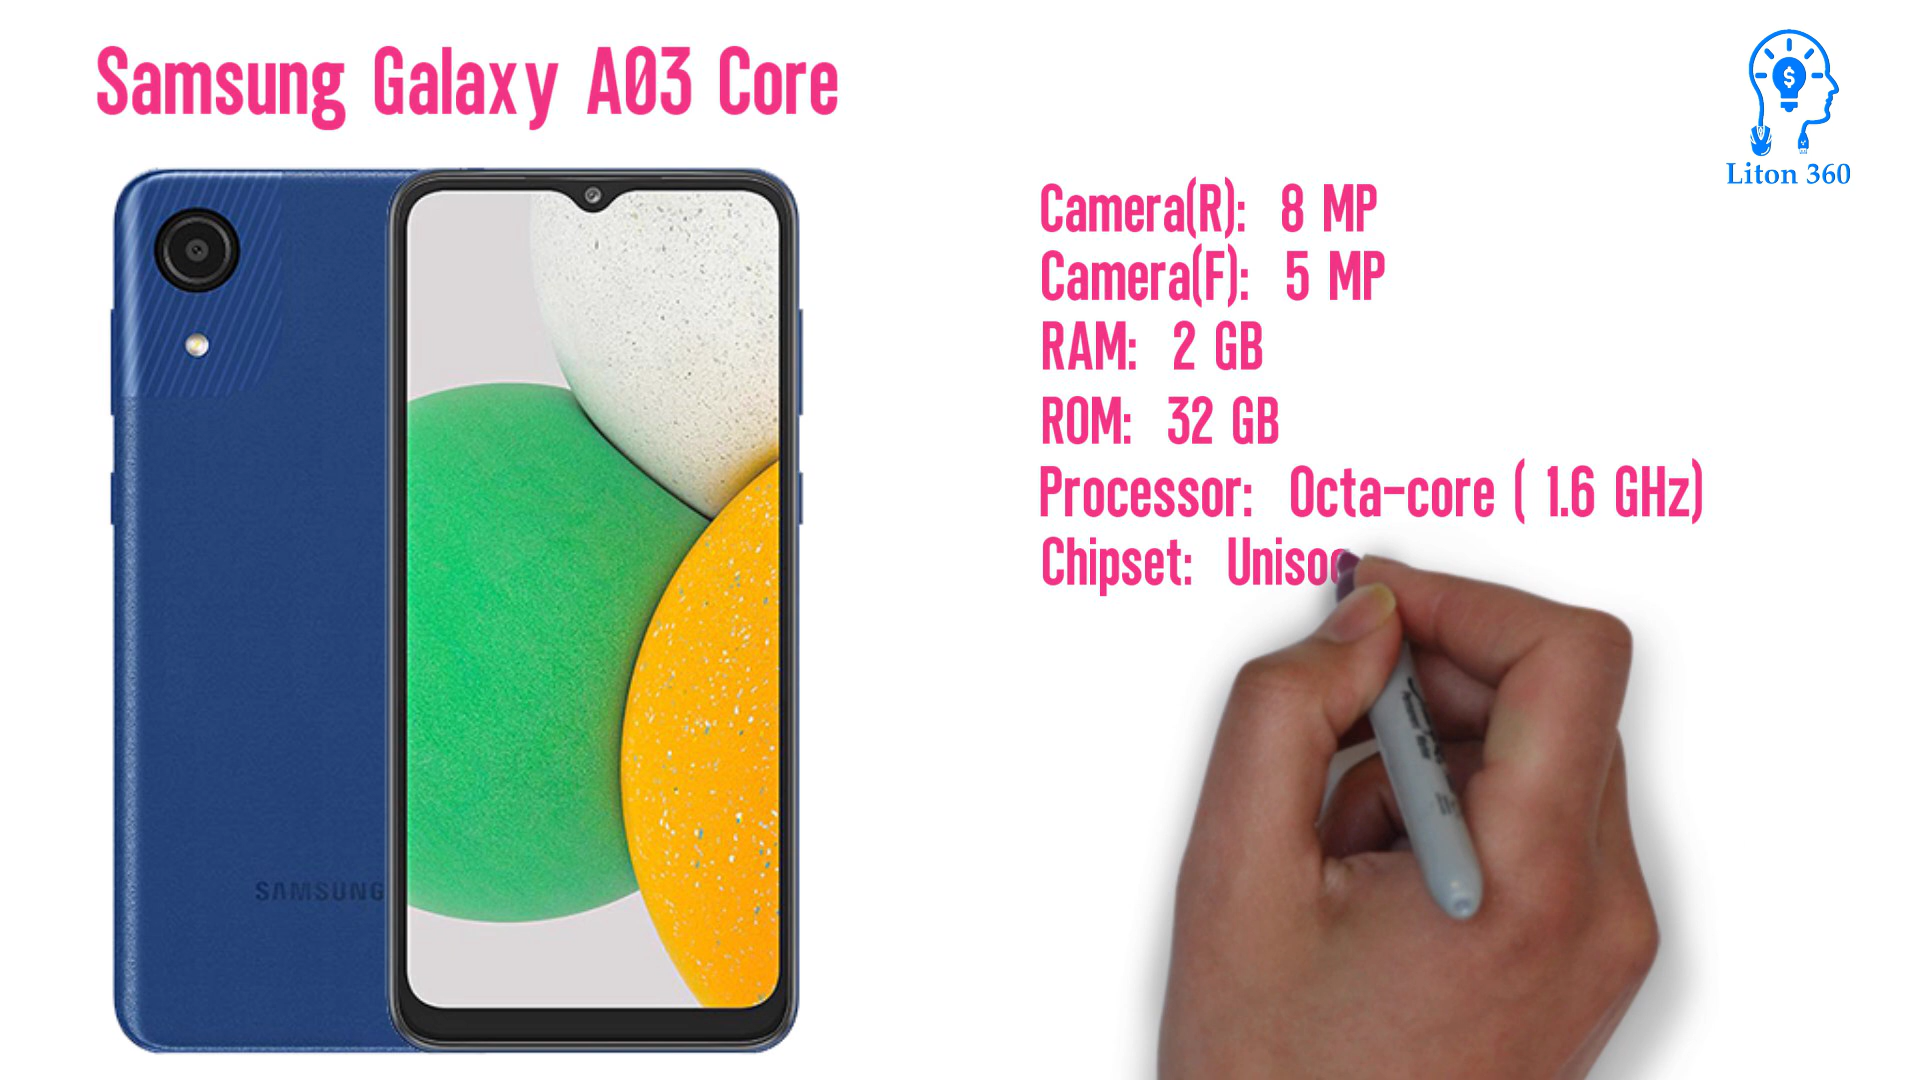 Samsung Galaxy A03 Core
Liton 360
Camera(R): 8 MP
Camera(F): 5 MP
RAM: 2 GB
ROM: 32 GB
Processor: Octa-core ( 1.6 GHz)
Chipset: Unisoc
SAMSUNG